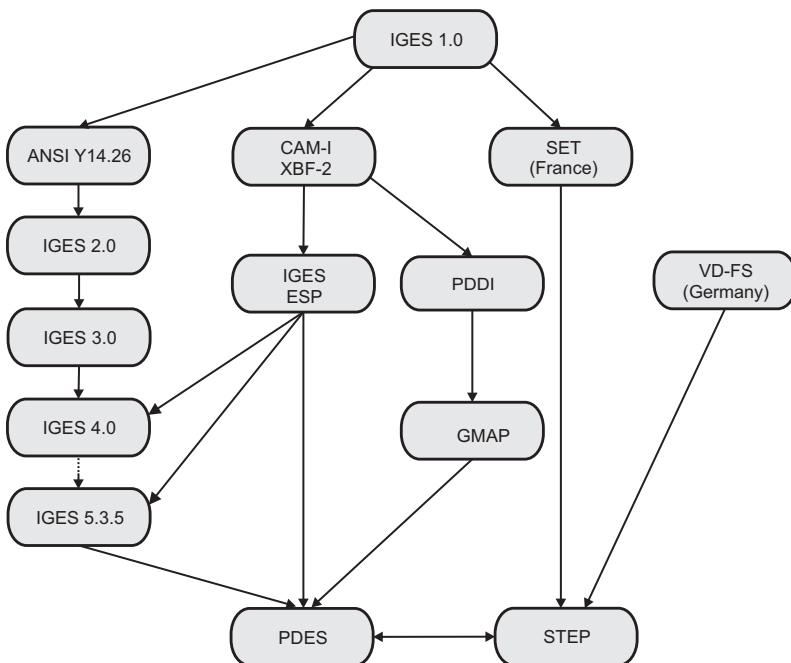 IGES 1.0
ANSI Y14.26
CAM-I
XBF-2
SET
(France)
IGES 2.0
IGES
ESP
PDDI
VD-FS
(Germany)
IGES 3.0
IGES 4.0
GMAP
IGES 5.3.5
PDES
STEP